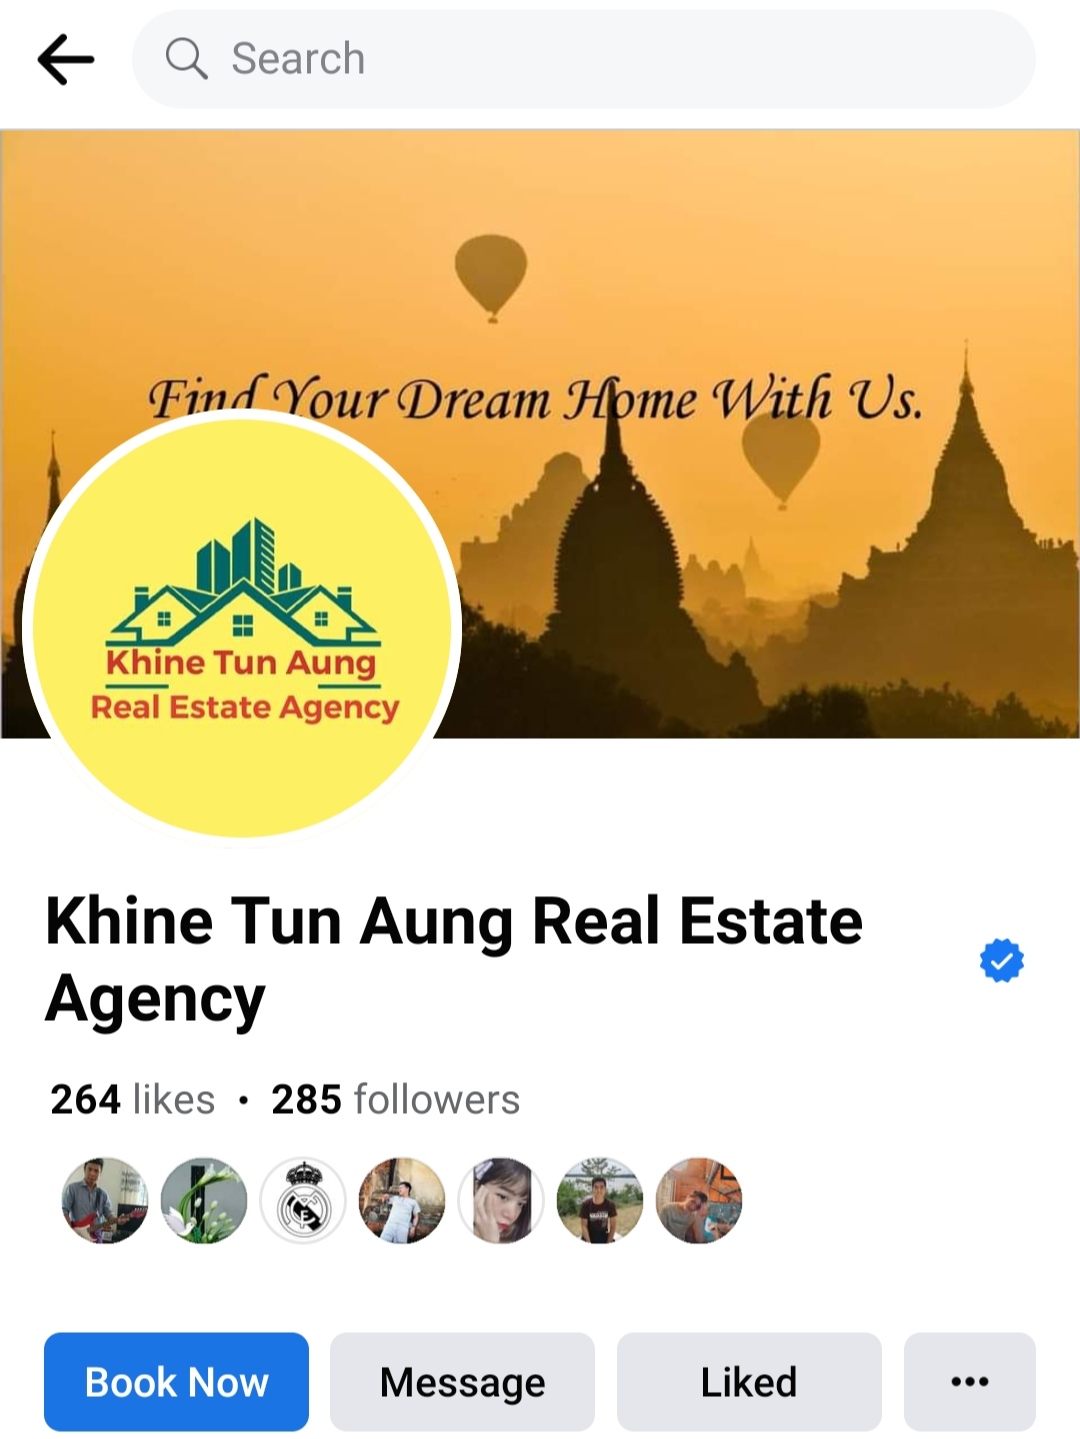 Search
Find Your Dream Home With Us.
Khine Tun Aung
Real Estate Agency
Khine Tun Aung Real Estate
Agency
264 likes · 285 followers
Book Now
Message
Liked